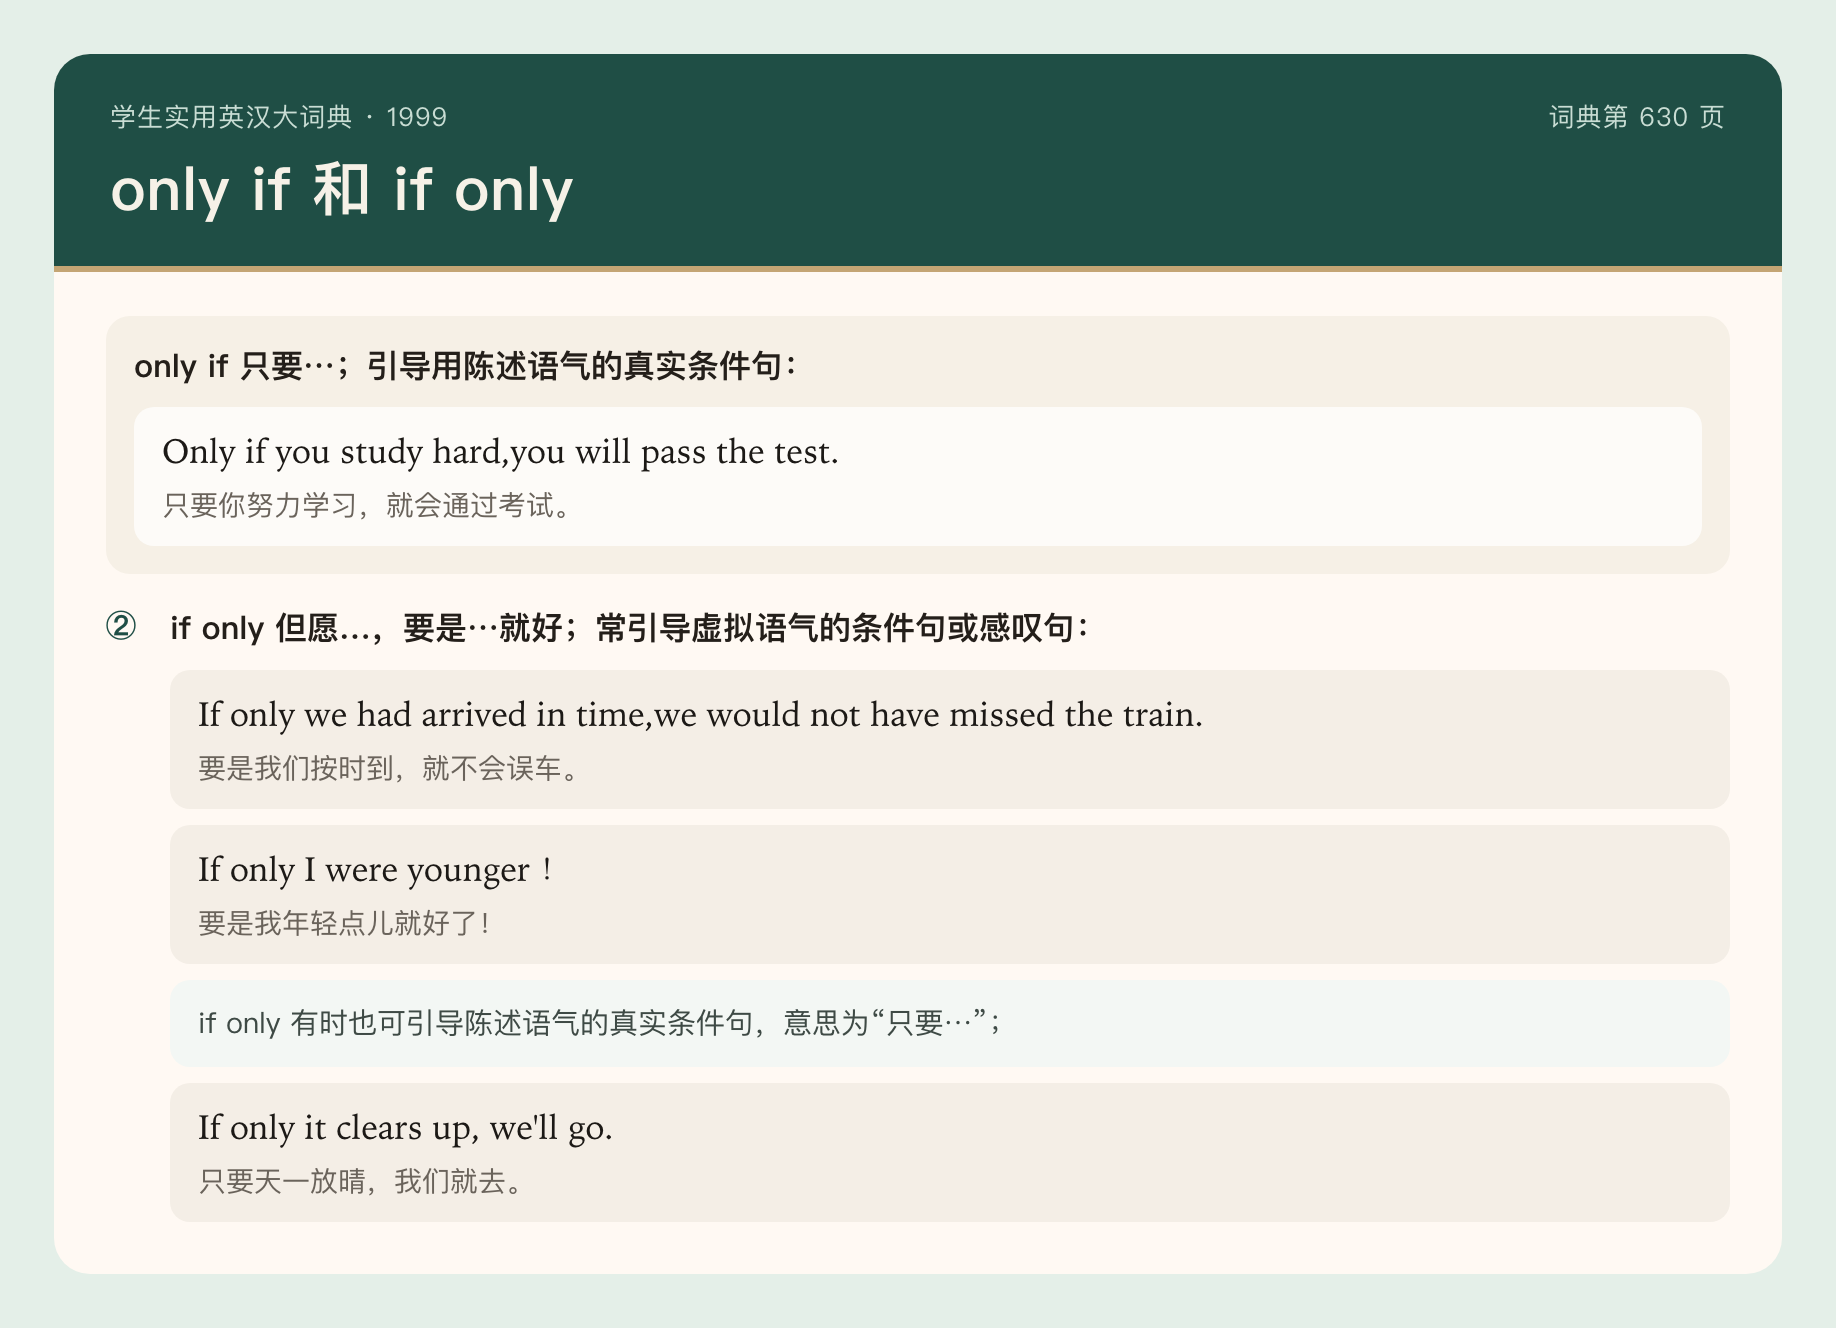 学生实用英汉大词典 · 1999
词典第 630 页
only if 和 if only
only if 只要…；引导用陈述语气的真实条件句：
Only if you study hard,you will pass the test.
只要你努力学习，就会通过考试。
② if only 但愿…，要是…就好；常引导虚拟语气的条件句或感叹句：
If only we had arrived in time,we would not have missed the train.
要是我们按时到，就不会误车。
If only I were younger！
要是我年轻点儿就好了！
if only 有时也可引导陈述语气的真实条件句，意思为“只要…”；
If only it clears up, we'll go.
只要天一放晴，我们就去。